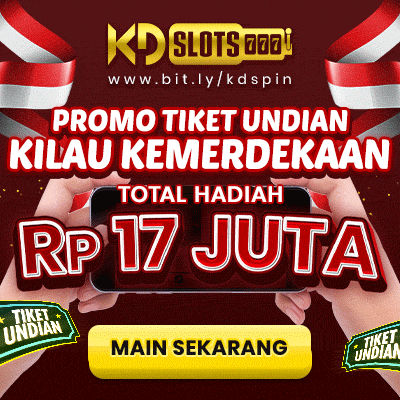 KD SLOTS777
www.bit.ly/kdspin
PROMO TIKET UNDIAN
KILAU KEMERDEKAAN
TOTAL HADIAH
Rp 17 JUTA
TIKET
UNDIAN
TIKET
UNDIAN
MAIN SEKARANG